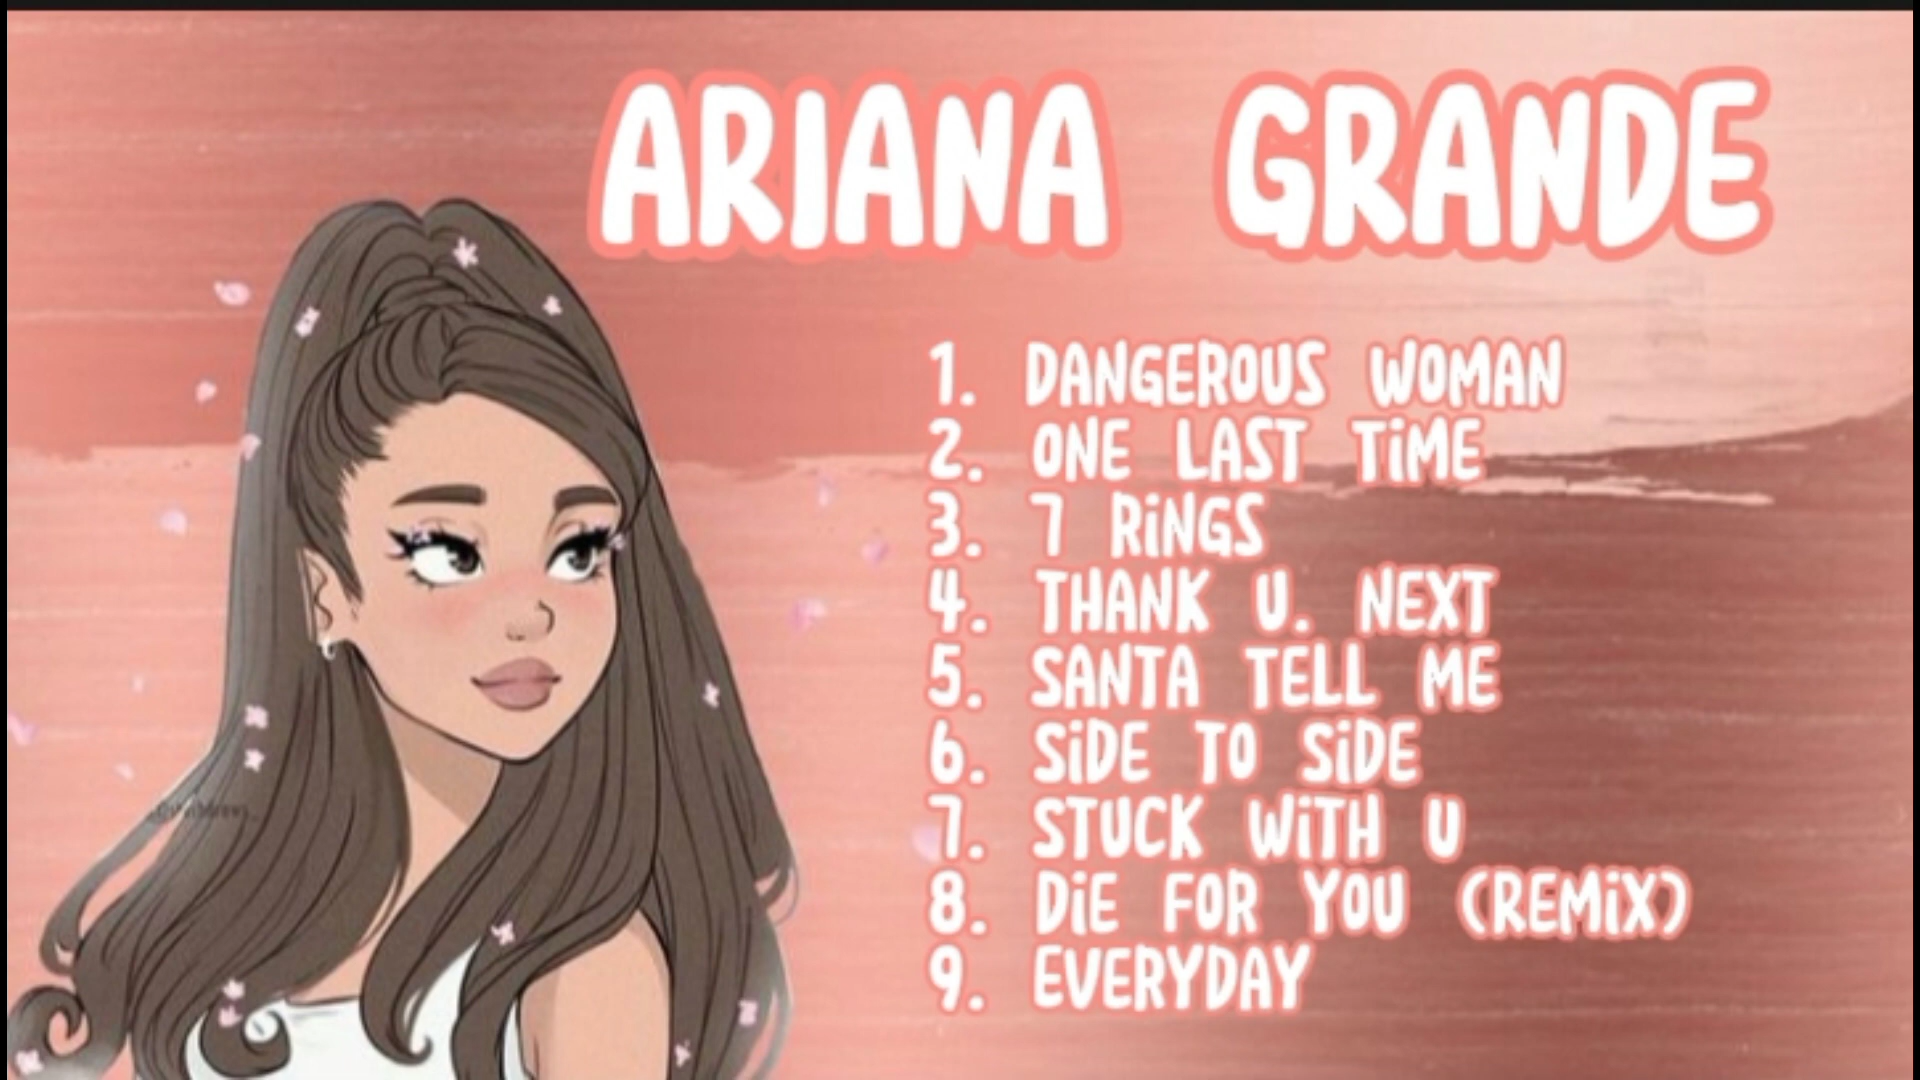 ARIANA GRANDE
1. DANGEROUS WOMAN
2. ONE LAST TiME
3. 7 RiNGS
4. THANK U. NEXT
5. SANTA TELL ME
6. SiDE TO SiDE
7. STUCK WiTH U
8. DiE FOR YOU (REMiX)
9. EVERYDAY